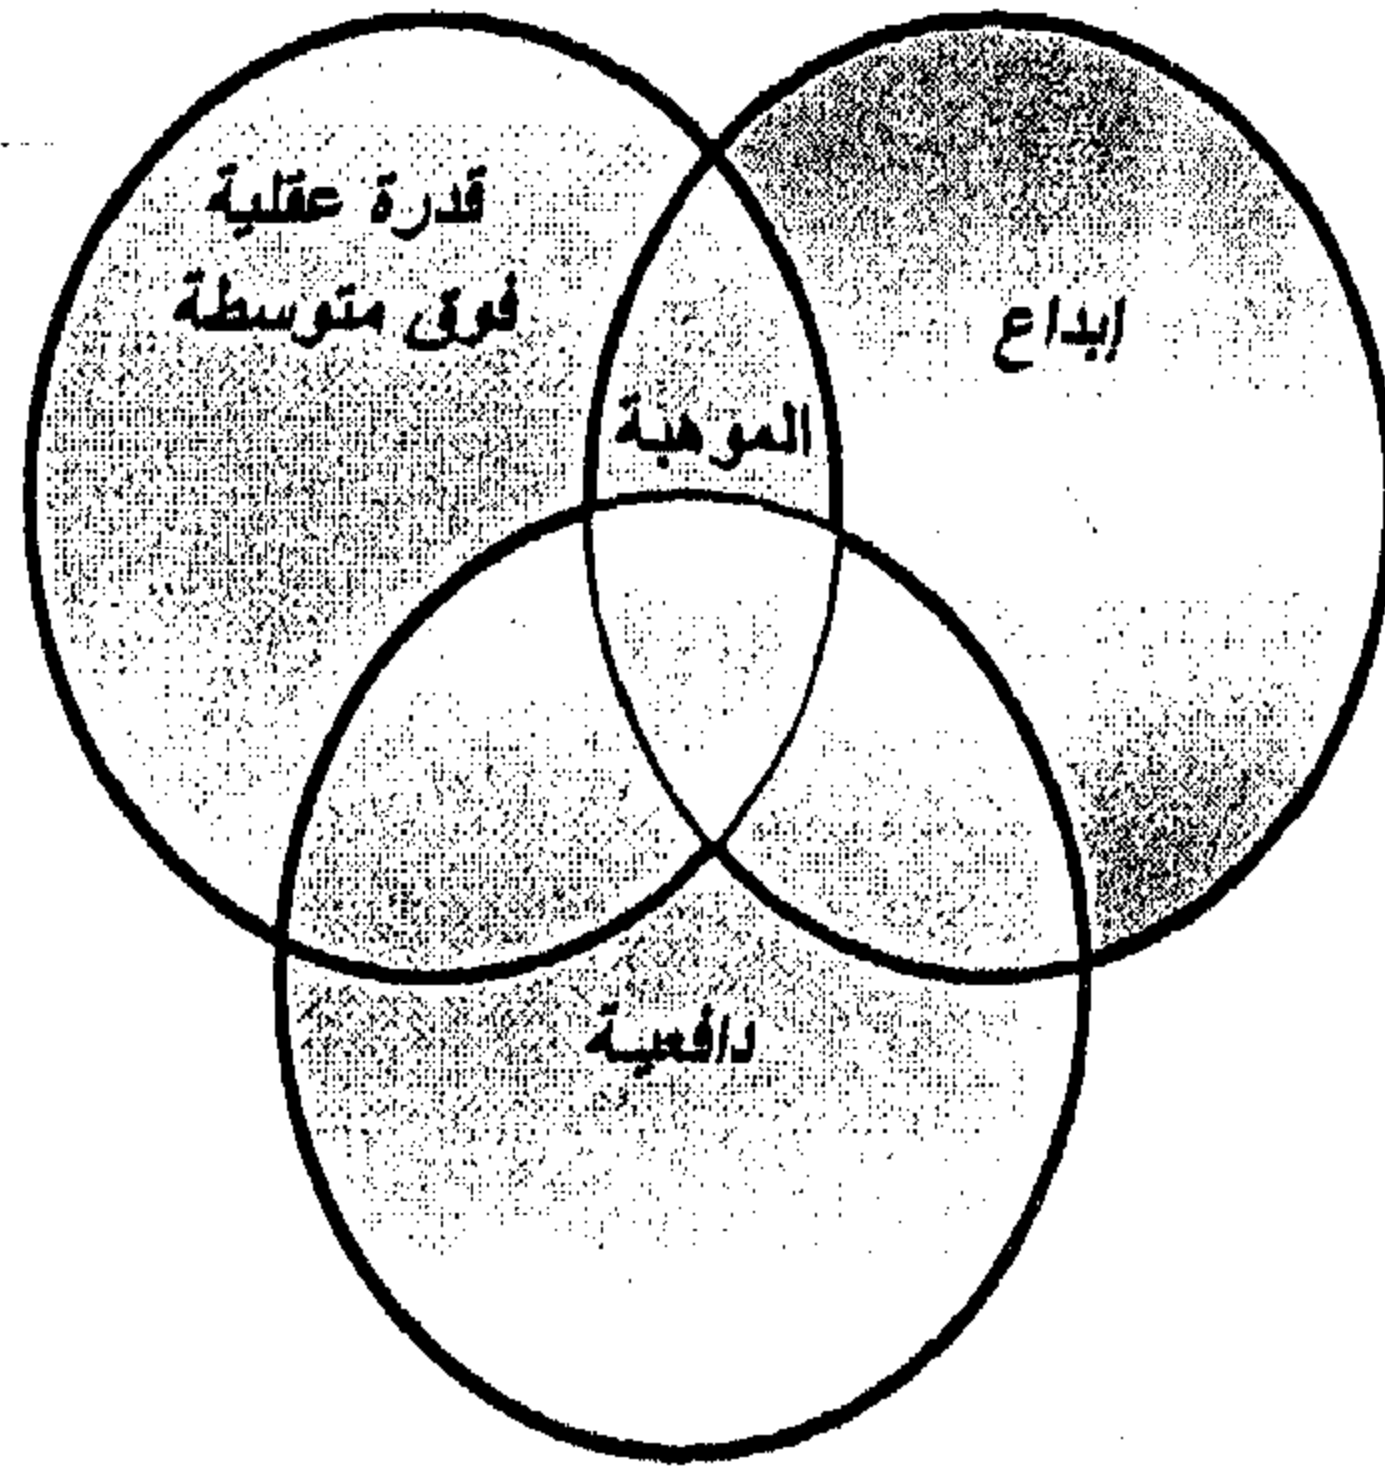 قدرة عقلية
فوق متوسطة
إبداع
الموهبة
دافعية